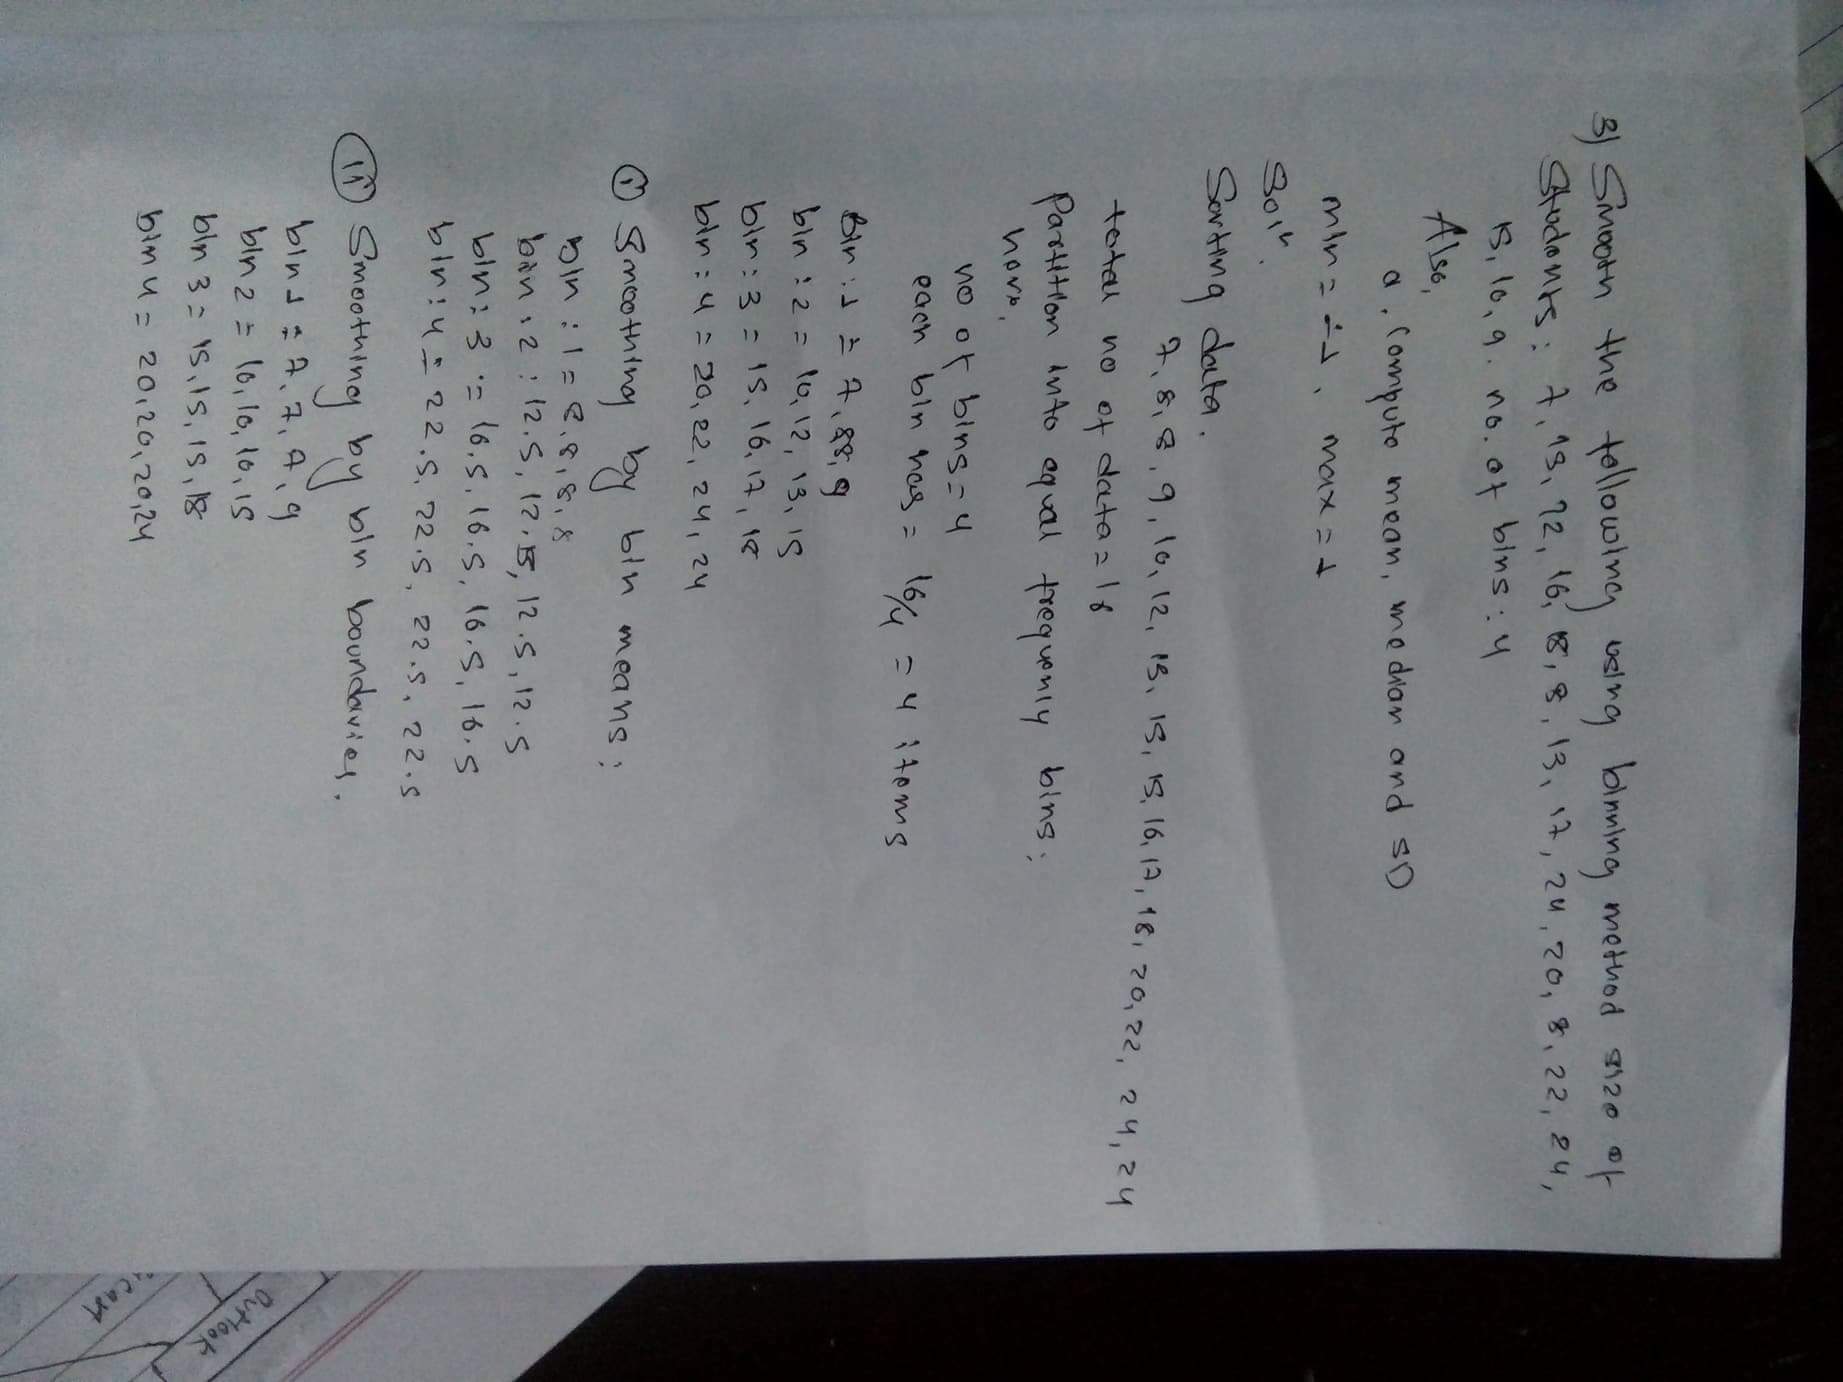 3) Smooth the following using binning method size of
Students: 7, 15, 22, 16, 18, 8, 13, 17, 24, 20, 8, 22, 24,
15, 10, 9. no. of bins: 4
Also,
a. Compute mean, median and SD
min = -1, max = 1
Soln.
Sorting data.
7, 8, 8, 9, 10, 12, 13, 15, 15, 16, 17, 18, 20, 22, 24, 24
total no of data = 16
Partition into equal frequenly bins:
here,
no of bins = 4
each bin has = 16/4 = 4 items
bin : 1 = 7, 8 8, 9
bin : 2 = 10, 12, 13, 15
bin : 3 = 15, 16, 17, 18
bin : 4 = 20, 22, 24, 24
(i) Smoothing by bin means:
bin : 1 = 8, 8, 8, 8
bin : 2 : 12.5, 12.5, 12.5, 12.5
bin : 3 = 16.5, 16.5, 16.5, 16.5
bin : 4 = 22.5, 22.5, 22.5, 22.5
(ii) Smoothing by bin boundaries.
bin 1 = 7, 7, 7, 9
bin 2 = 10, 10, 10, 15
bin 3 = 15, 15, 15, 18
bin 4 = 20, 20, 20, 24
Outlook